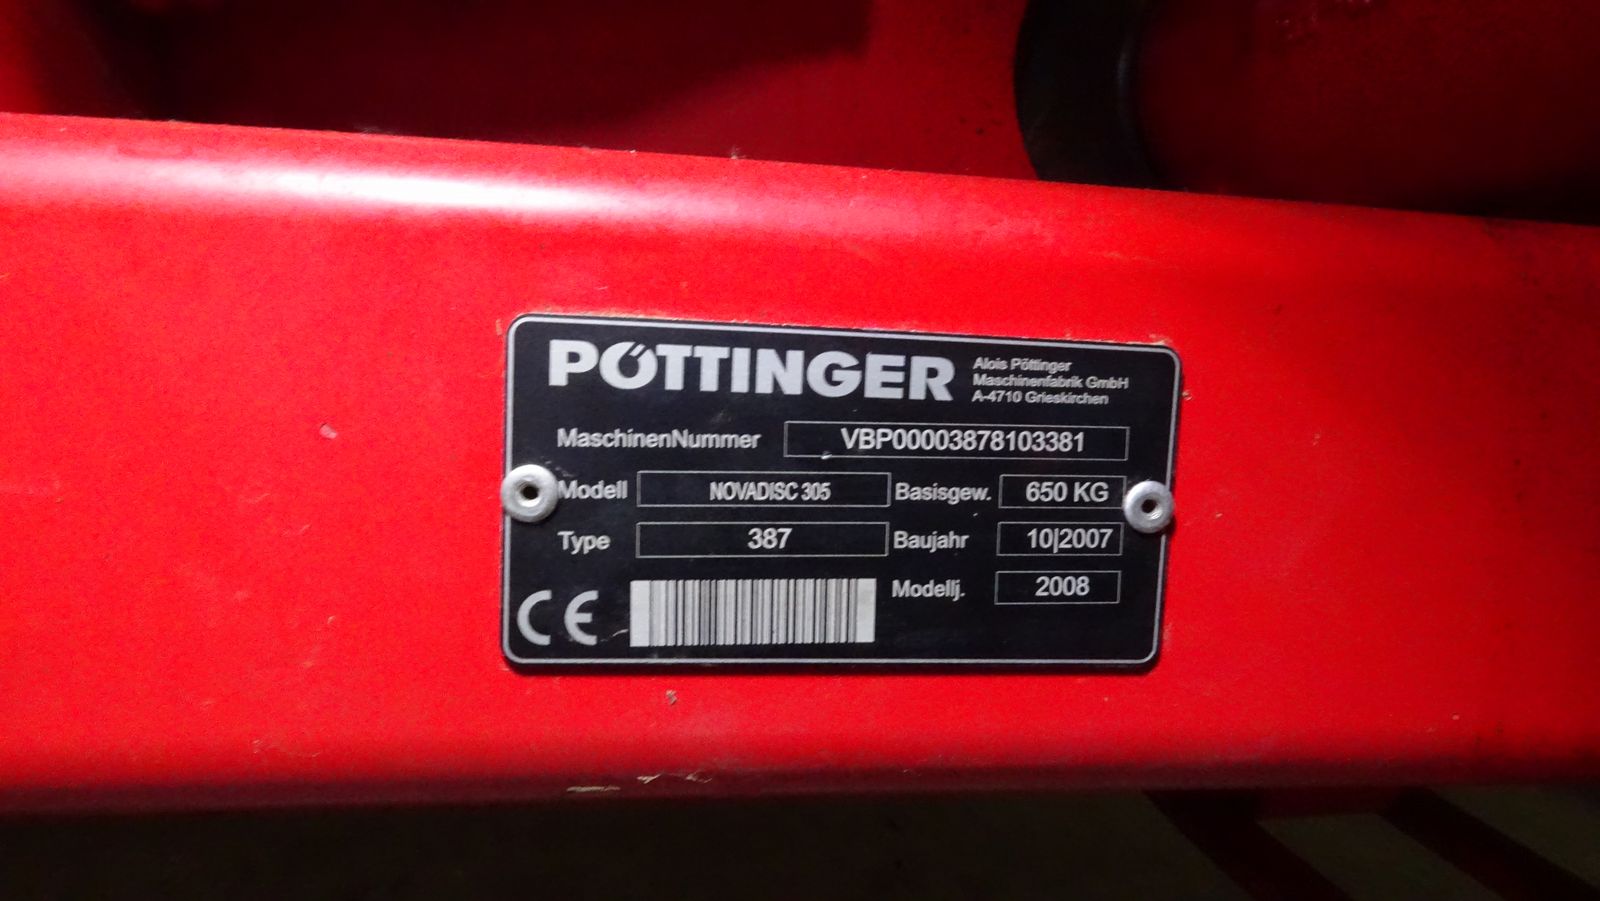 PÖTTINGER
Alois Pöttinger
Maschinenfabrik GmbH
A-4710 Grieskirchen
MaschinenNummer VBP00003878103381
Modell NOVADISC 305 Basisgew. 650 KG
Type 387 Baujahr 10|2007
Modellj. 2008
CE